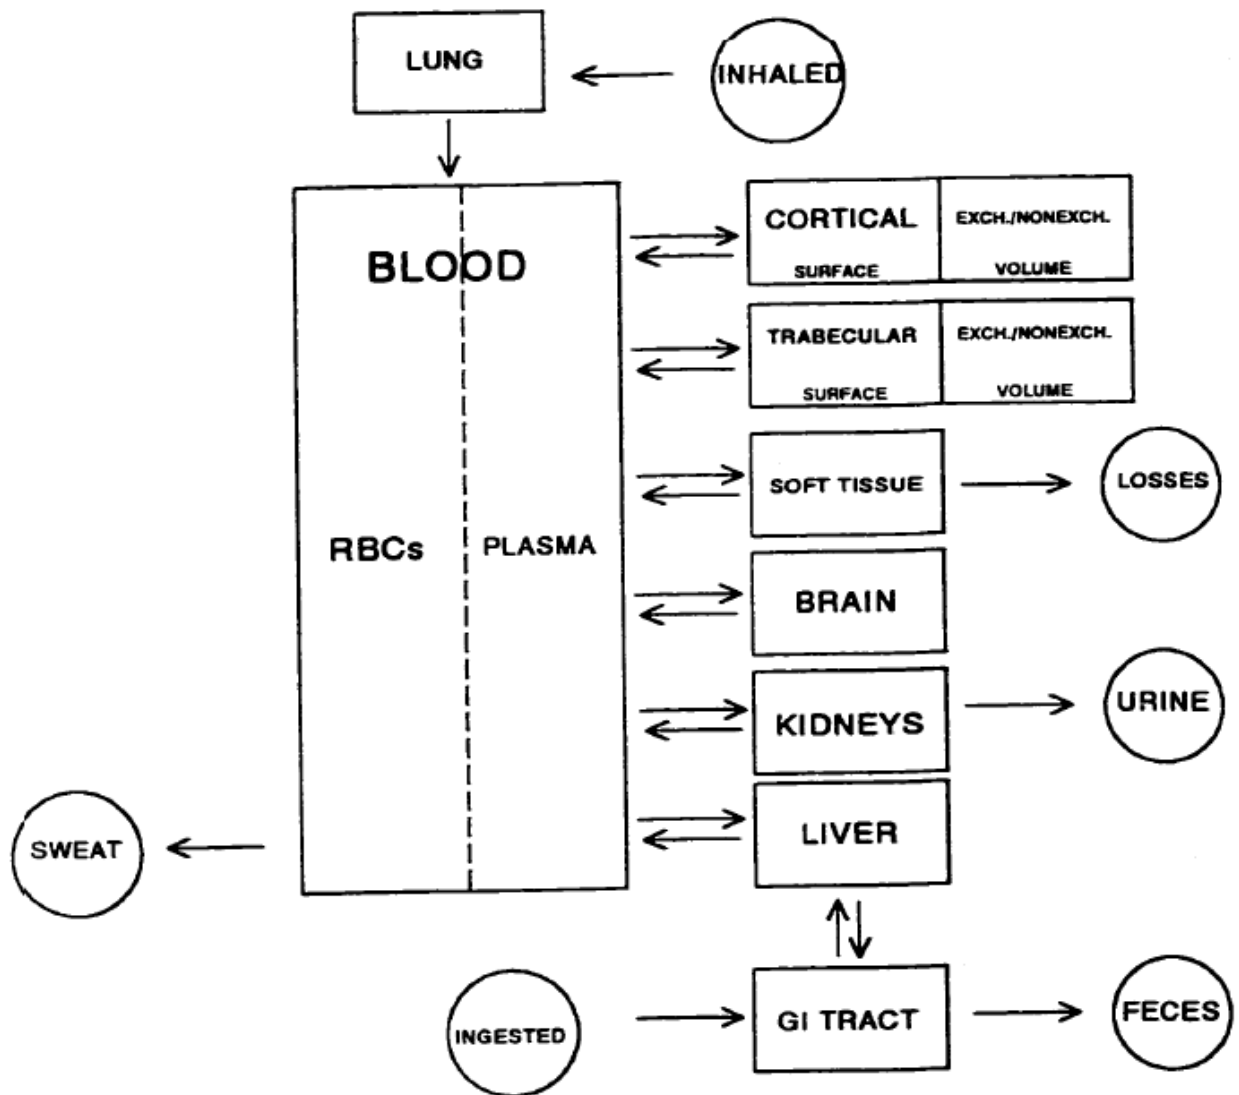 LUNG
INHALED
BLOOD
CORTICAL
EXCH./NONEXCH.
SURFACE
VOLUME
TRABECULAR
EXCH./NONEXCH.
SURFACE
VOLUME
SOFT TISSUE
LOSSES
RBCs
PLASMA
BRAIN
KIDNEYS
URINE
LIVER
SWEAT
INGESTED
GI TRACT
FECES